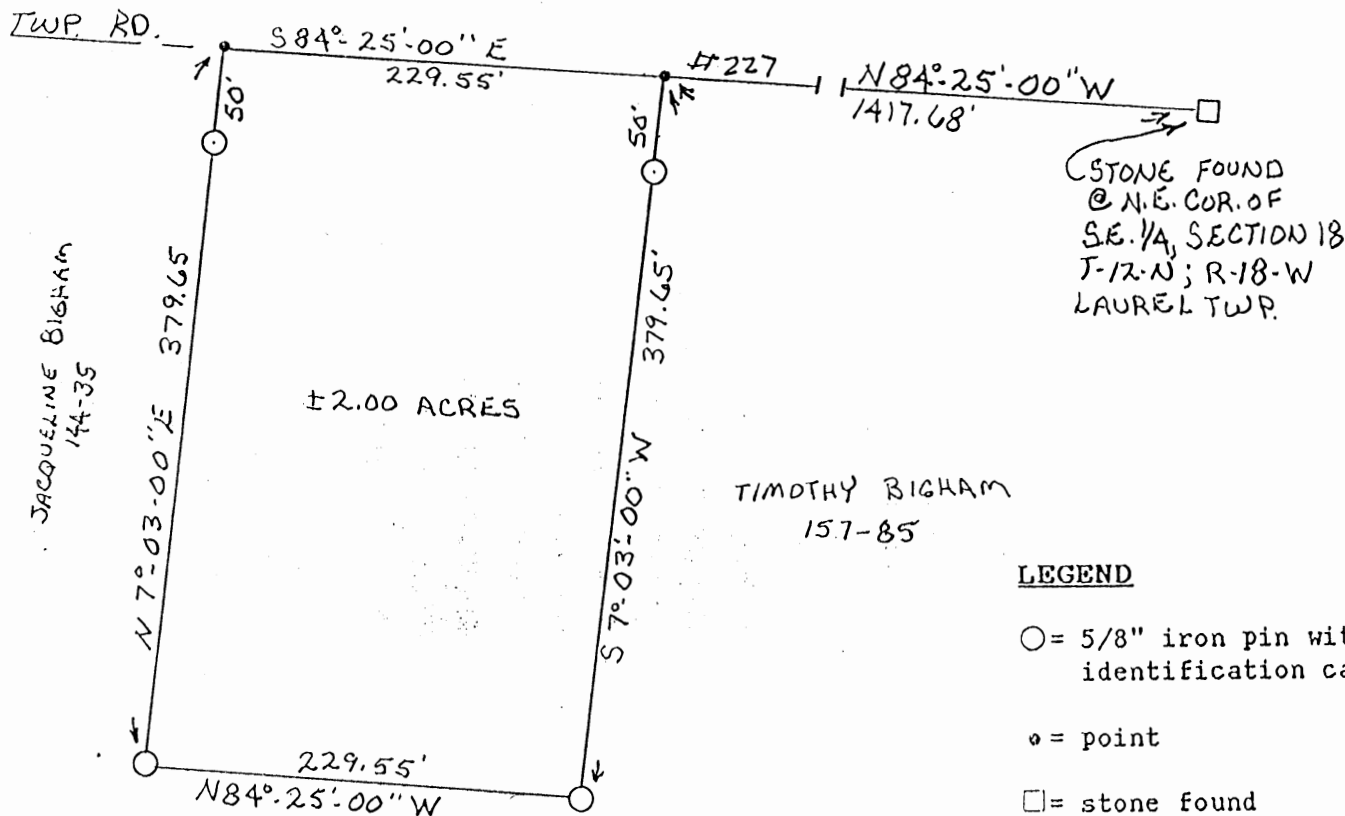 TWP. RD.
S84°-25'-00" E
229.55'
#227
N84°-25'-00" W
1417.68'
50'
50'
STONE FOUND
@ N.E. COR. OF
S.E. 1/4, SECTION 18
T-12-N; R-18-W
LAUREL TWP.
JACQUELINE BIGHAM
144-35
N 7°-03'-00" E 379.65
±2.00 ACRES
S 7°-03'-00" W 379.65'
TIMOTHY BIGHAM
157-85
229.55'
N84°-25'-00" W
LEGEND
○= 5/8" iron pin wit
identification ca
• = point
□= stone found